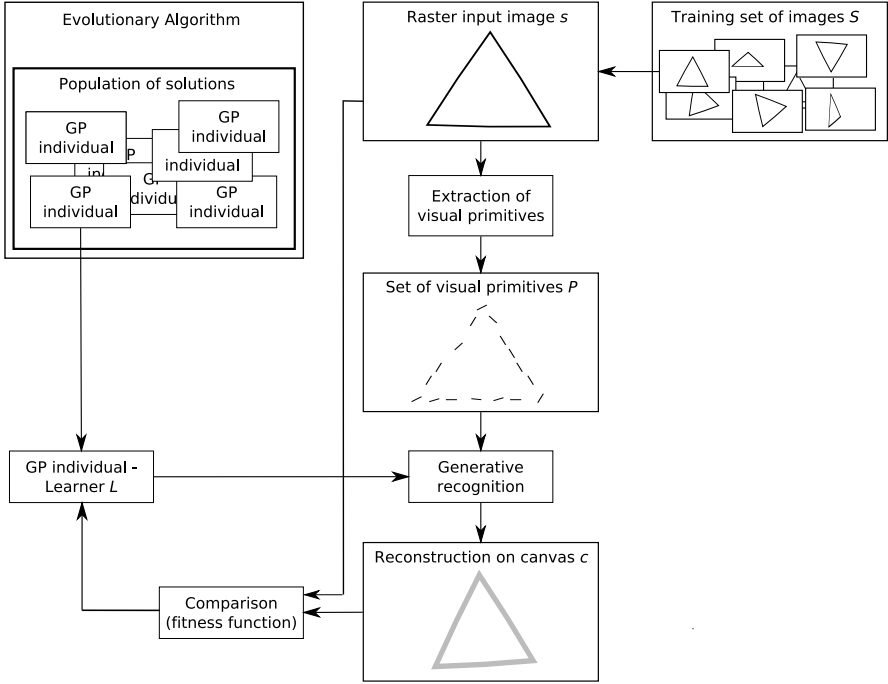 Evolutionary Algorithm
Population of solutions
GP
individual
GP
individual
individual
GP
individual
GP
individual
Raster input image s
Training set of images S
Extraction of
visual primitives
Set of visual primitives P
GP individual -
Learner L
Generative
recognition
Reconstruction on canvas c
Comparison
(fitness function)